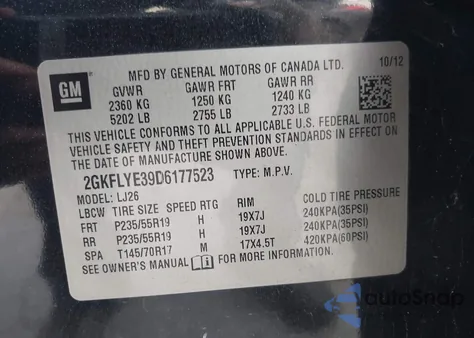 GM
MFD BY GENERAL MOTORS OF CANADA LTD. 10/12
GVWR GAWR FRT GAWR RR
2360 KG 1250 KG 1240 KG
5202 LB 2755 LB 2733 LB
THIS VEHICLE CONFORMS TO ALL APPLICABLE U.S. FEDERAL MOTOR
VEHICLE SAFETY AND THEFT PREVENTION STANDARDS IN EFFECT ON
THE DATE OF MANUFACTURE SHOWN ABOVE.
2GKFLYE39D6177523 TYPE: M.P.V.
MODEL: LJ26
LBCW TIRE SIZE SPEED RTG RIM COLD TIRE PRESSURE
FRT P235/55R19 H 19X7J 240KPA(35PSI)
RR P235/55R19 H 19X7J 240KPA(35PSI)
SPA T145/70R17 M 17X4.5T 420KPA(60PSI)
SEE OWNER'S MANUAL FOR MORE INFORMATION.
AutoSnap